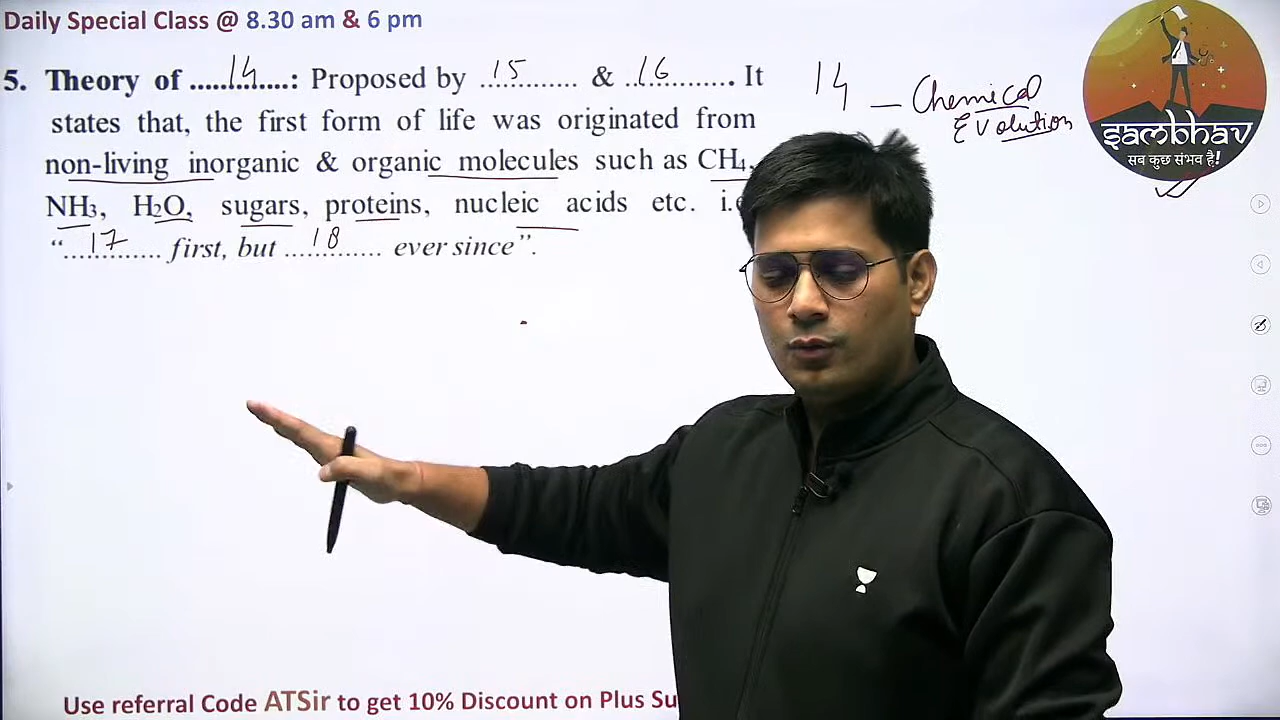 Daily Special Class @ 8.30 am & 6 pm
5. Theory of .....14.....: Proposed by ..15.......... & ..16........... It
states that, the first form of life was originated from
non-living inorganic & organic molecules such as CH4,
NH3, H2O, sugars, proteins, nucleic acids etc. i.
“....17....... first, but ....18....... ever since”.
14 — Chemical
Evolution
sambhav
सब कुछ संभव है!
Use referral Code ATSir to get 10% Discount on Plus Su